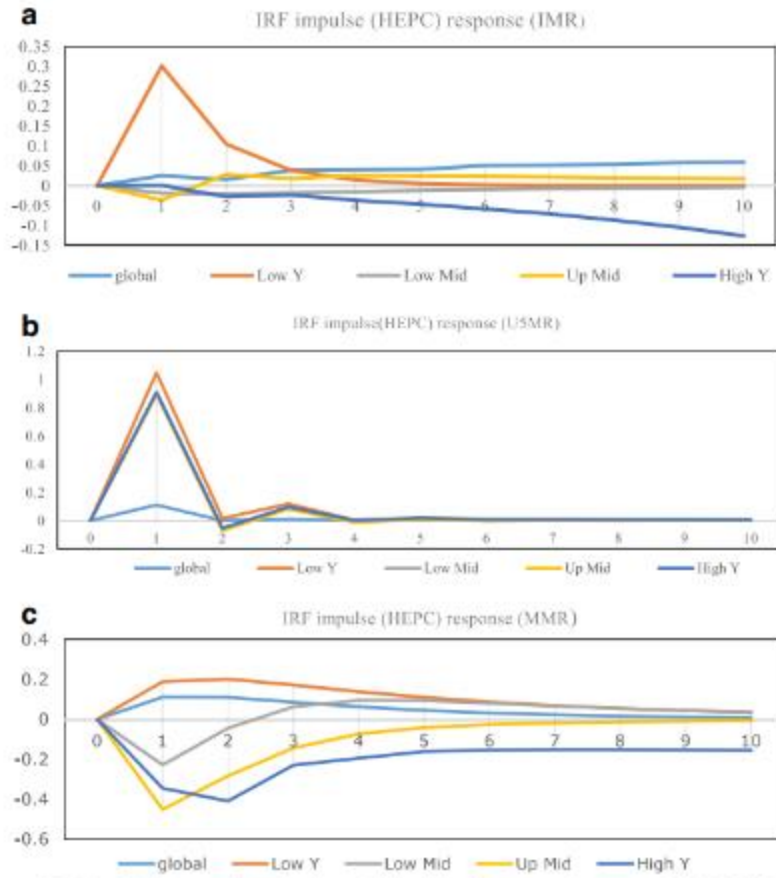 a
IRF impulse (HEPC) response (IMR)
0.35
0.3
0.25
0.2
0.15
0.1
0.05
0
-0.05
-0.1
-0.15
0 1 2 3 4 5 6 7 8 9 10
global Low Y Low Mid Up Mid High Y
b
IRF impulse(HEPC) response (U5MR)
1.2
1
0.8
0.6
0.4
0.2
0
-0.2
0 1 2 3 4 5 6 7 8 9 10
global Low Y Low Mid Up Mid High Y
c
IRF impulse (HEPC) response (MMR)
0.4
0.2
0
-0.2
-0.4
-0.6
0 1 2 3 4 5 6 7 8 9 10
global Low Y Low Mid Up Mid High Y